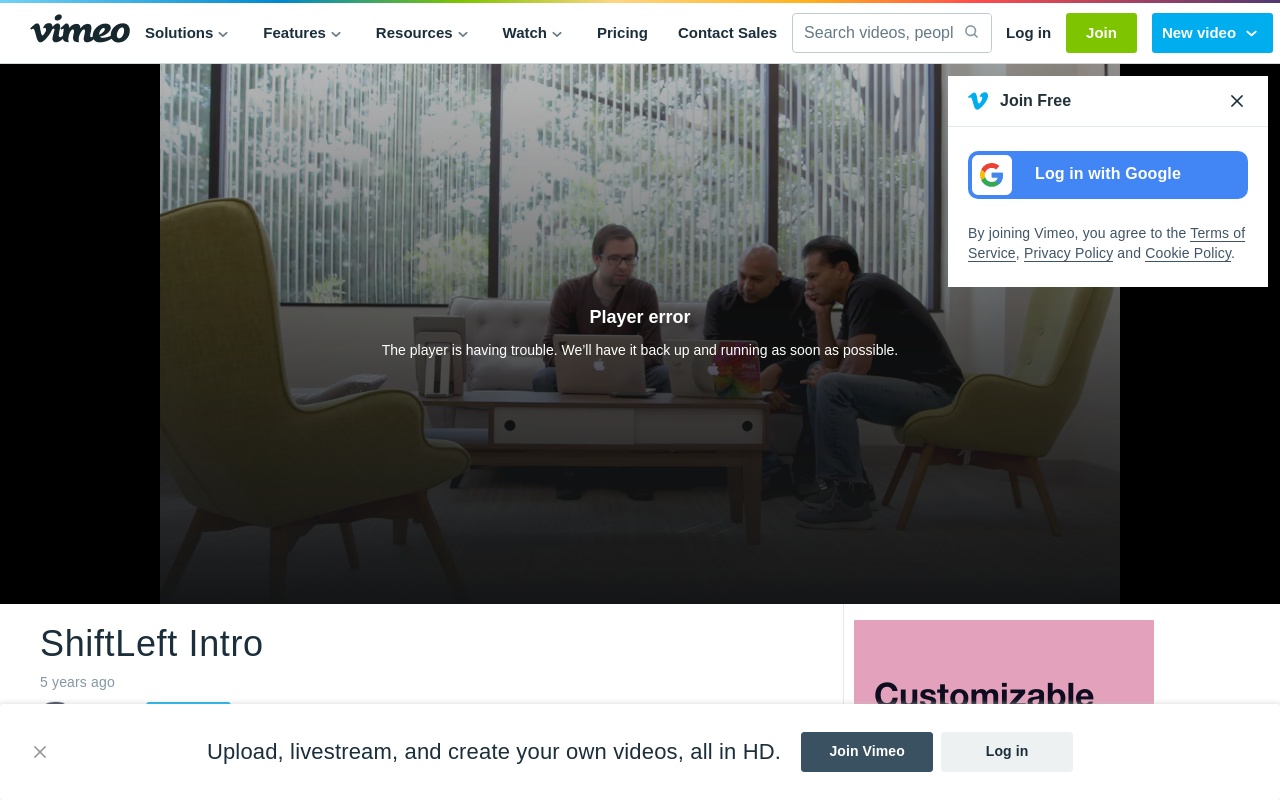 vimeo
Solutions
Features
Resources
Watch
Pricing
Contact Sales
Search videos, peopl
Log in
Join
New video
Join Free
Log in with Google
By joining Vimeo, you agree to the Terms of
Service, Privacy Policy and Cookie Policy.
Player error
The player is having trouble. We'll have it back up and running as soon as possible.
ShiftLeft Intro
5 years ago
Customizable
Upload, livestream, and create your own videos, all in HD.
Join Vimeo
Log in